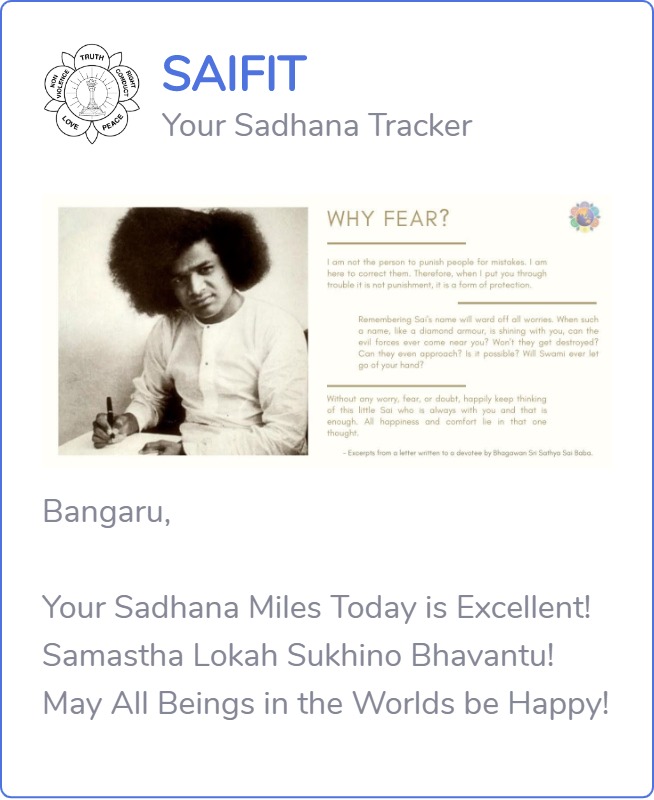 TRUTH
NON
VIOLENCE
RIGHT
CONDUCT
LOVE
PEACE
SAIFIT
Your Sadhana Tracker
WHY FEAR?
I am not the person to punish people for mistakes. I am
here to correct them. Therefore, when I put you through
trouble it is not punishment, it is a form of protection.
Remembering Sai's name will ward off all worries. When such
a name, like a diamond armour, is shining with you, can the
evil forces ever come near you? Won't they get destroyed?
Can they even approach? Is it possible? Will Swami ever let
go of your hand?
Without any worry, fear, or doubt, happily keep thinking
of this little Sai who is always with you and that is
enough. All happiness and comfort lie in that one
thought.
- Excerpts from a letter written to a devotee by Bhagawan Sri Sathya Sai Baba.
Bangaru,
Your Sadhana Miles Today is Excellent!
Samastha Lokah Sukhino Bhavantu!
May All Beings in the Worlds be Happy!